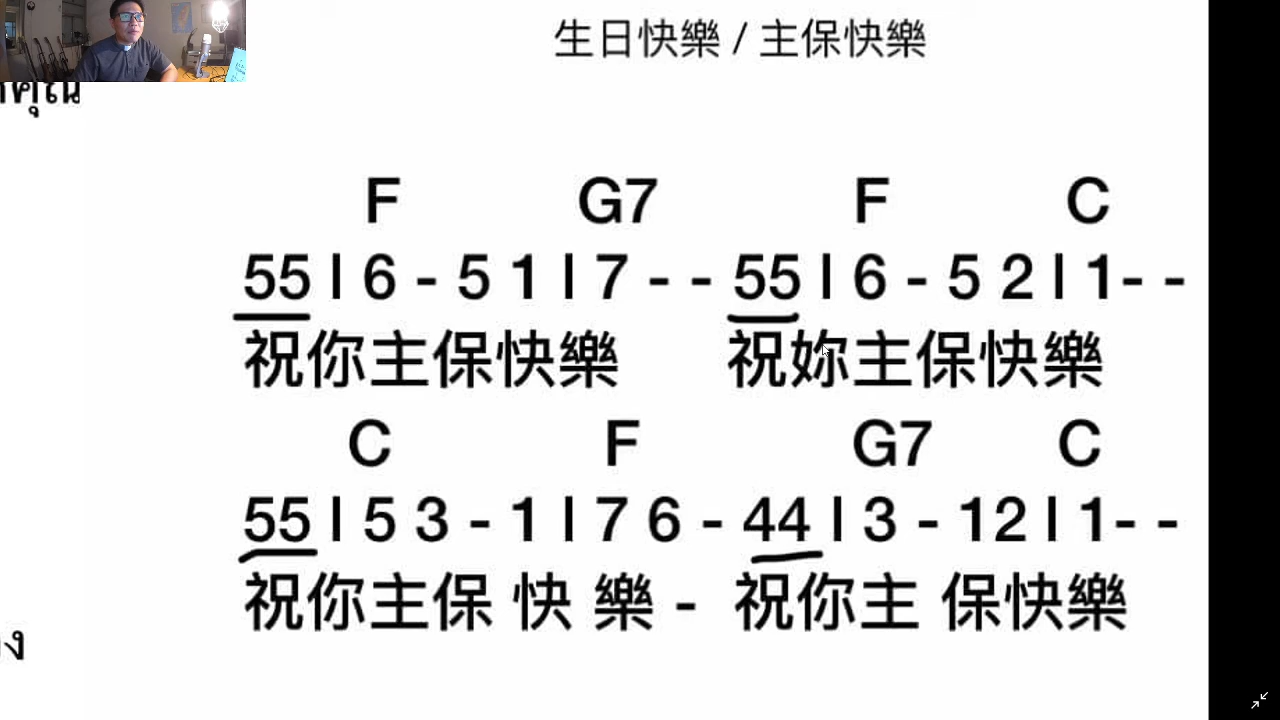 生日快樂 / 主保快樂
F G7 F C
55 | 6 - 5 1 | 7 - - 55 | 6 - 5 2 | 1 - -
祝你主保快樂 祝妳主保快樂
C F G7 C
55 | 5 3 - 1 | 7 6 - 44 | 3 - 12 | 1 - -
祝你主保 快 樂 - 祝你主 保快樂